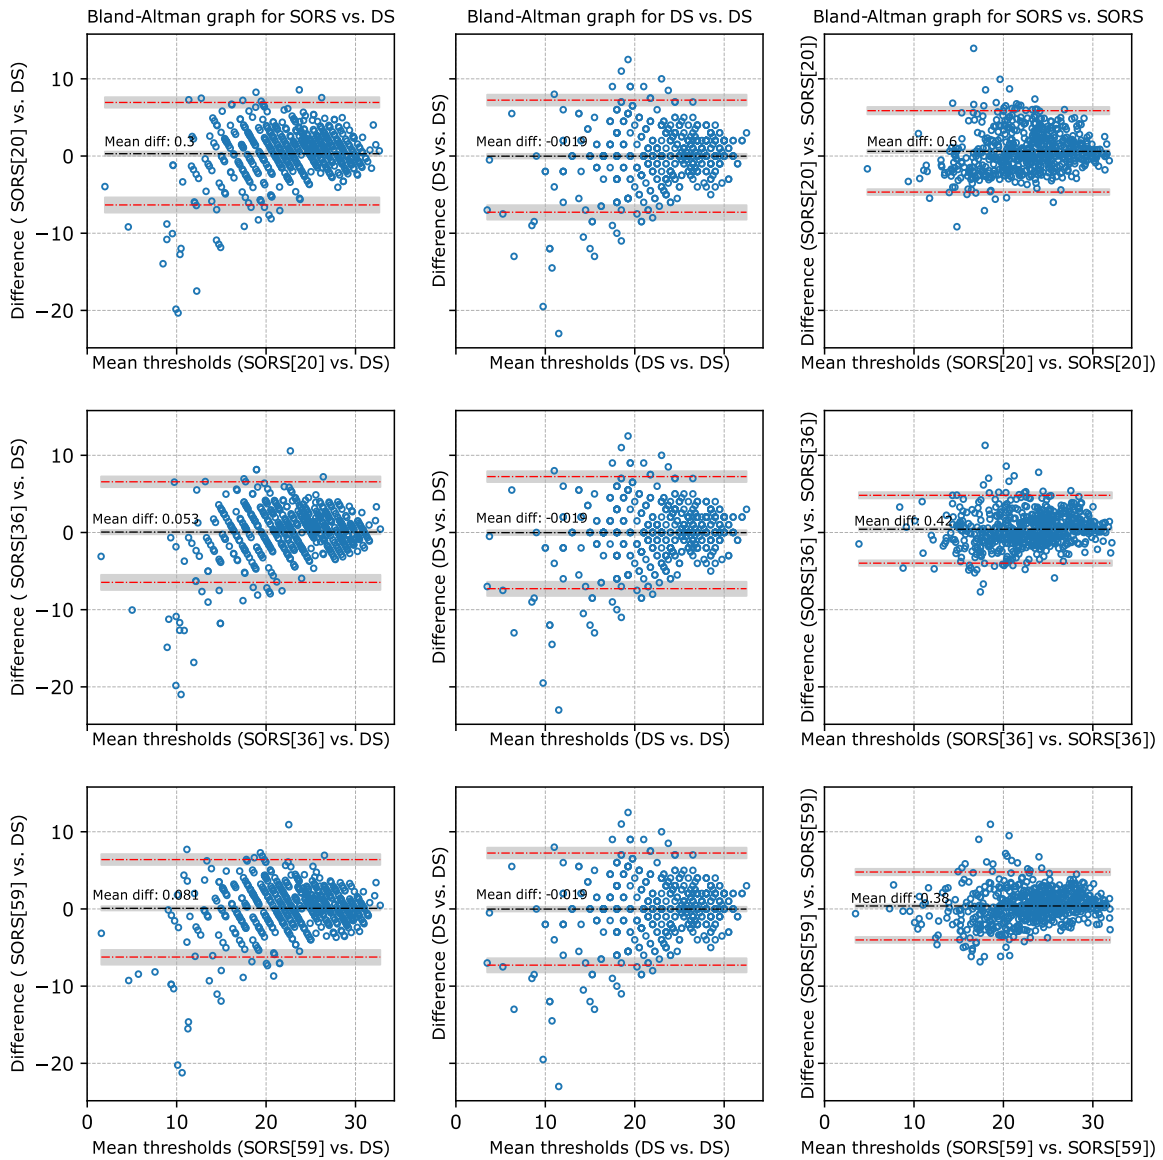 Bland-Altman graph for SORS vs. DS
Bland-Altman graph for DS vs. DS
Bland-Altman graph for SORS vs. SORS
Difference ( SORS[20] vs. DS)
10
0
−10
−20
Mean diff: 0.3
Mean thresholds (SORS[20] vs. DS)
Difference (DS vs. DS)
Mean diff: -0.019
Mean thresholds (DS vs. DS)
Difference (SORS[20] vs. SORS[20])
Mean diff: 0.6
Mean thresholds (SORS[20] vs. SORS[20])
Difference ( SORS[36] vs. DS)
10
0
−10
−20
Mean diff: 0.053
Mean thresholds (SORS[36] vs. DS)
Difference (DS vs. DS)
Mean diff: -0.019
Mean thresholds (DS vs. DS)
Difference (SORS[36] vs. SORS[36])
Mean diff: 0.42
Mean thresholds (SORS[36] vs. SORS[36])
Difference ( SORS[59] vs. DS)
10
0
−10
−20
Mean diff: 0.081
0 10 20 30
Mean thresholds (SORS[59] vs. DS)
Difference (DS vs. DS)
Mean diff: -0.019
0 10 20 30
Mean thresholds (DS vs. DS)
Difference (SORS[59] vs. SORS[59])
Mean diff: 0.38
0 10 20 30
Mean thresholds (SORS[59] vs. SORS[59])